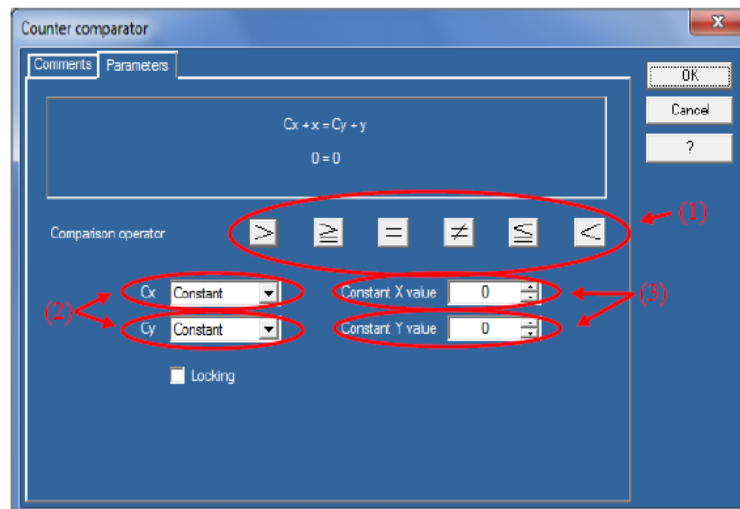 Counter comparator
x
Comments Parameters
OK
Cx + x = Cy + y
Cancel
0 = 0
?
Comparison operator > ≧ = ≠ ≦ < (1)
Cx Constant Constant X value 0
(2) (3)
Cy Constant Constant Y value 0
Locking